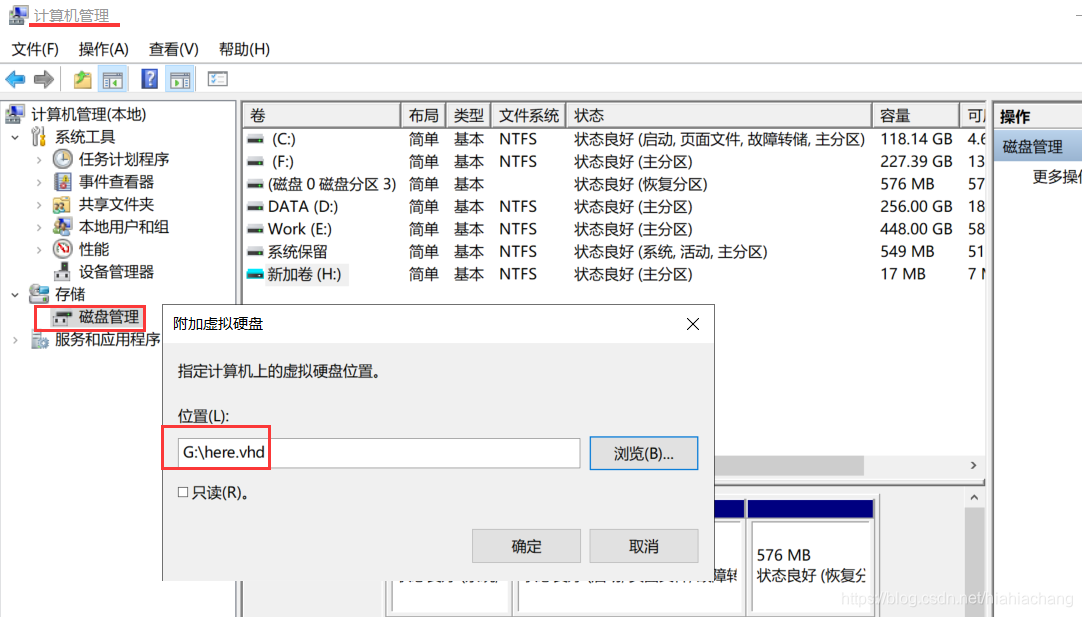 计算机管理
文件(F) 操作(A) 查看(V) 帮助(H)
计算机管理(本地)
系统工具
任务计划程序
事件查看器
共享文件夹
本地用户和组
性能
设备管理器
存储
磁盘管理
服务和应用程序
卷 布局 类型 文件系统 状态 容量
(C:) 简单 基本 NTFS 状态良好 (启动, 页面文件, 故障转储, 主分区) 118.14 GB 4.6
(F:) 简单 基本 NTFS 状态良好 (主分区) 227.39 GB 13
(磁盘 0 磁盘分区 3) 简单 基本 状态良好 (恢复分区) 576 MB 57
DATA (D:) 简单 基本 NTFS 状态良好 (主分区) 256.00 GB 18
Work (E:) 简单 基本 NTFS 状态良好 (主分区) 448.00 GB 58
系统保留 简单 基本 NTFS 状态良好 (系统, 活动, 主分区) 549 MB 51
新加卷 (H:) 简单 基本 NTFS 状态良好 (主分区) 17 MB 7
操作
磁盘管理
更多操作
附加虚拟硬盘
指定计算机上的虚拟硬盘位置。
位置(L):
G:\here.vhd
浏览(B)...
只读(R)。
确定 取消
576 MB
状态良好 (恢复分
https://blog.csdn.net/hahiachang